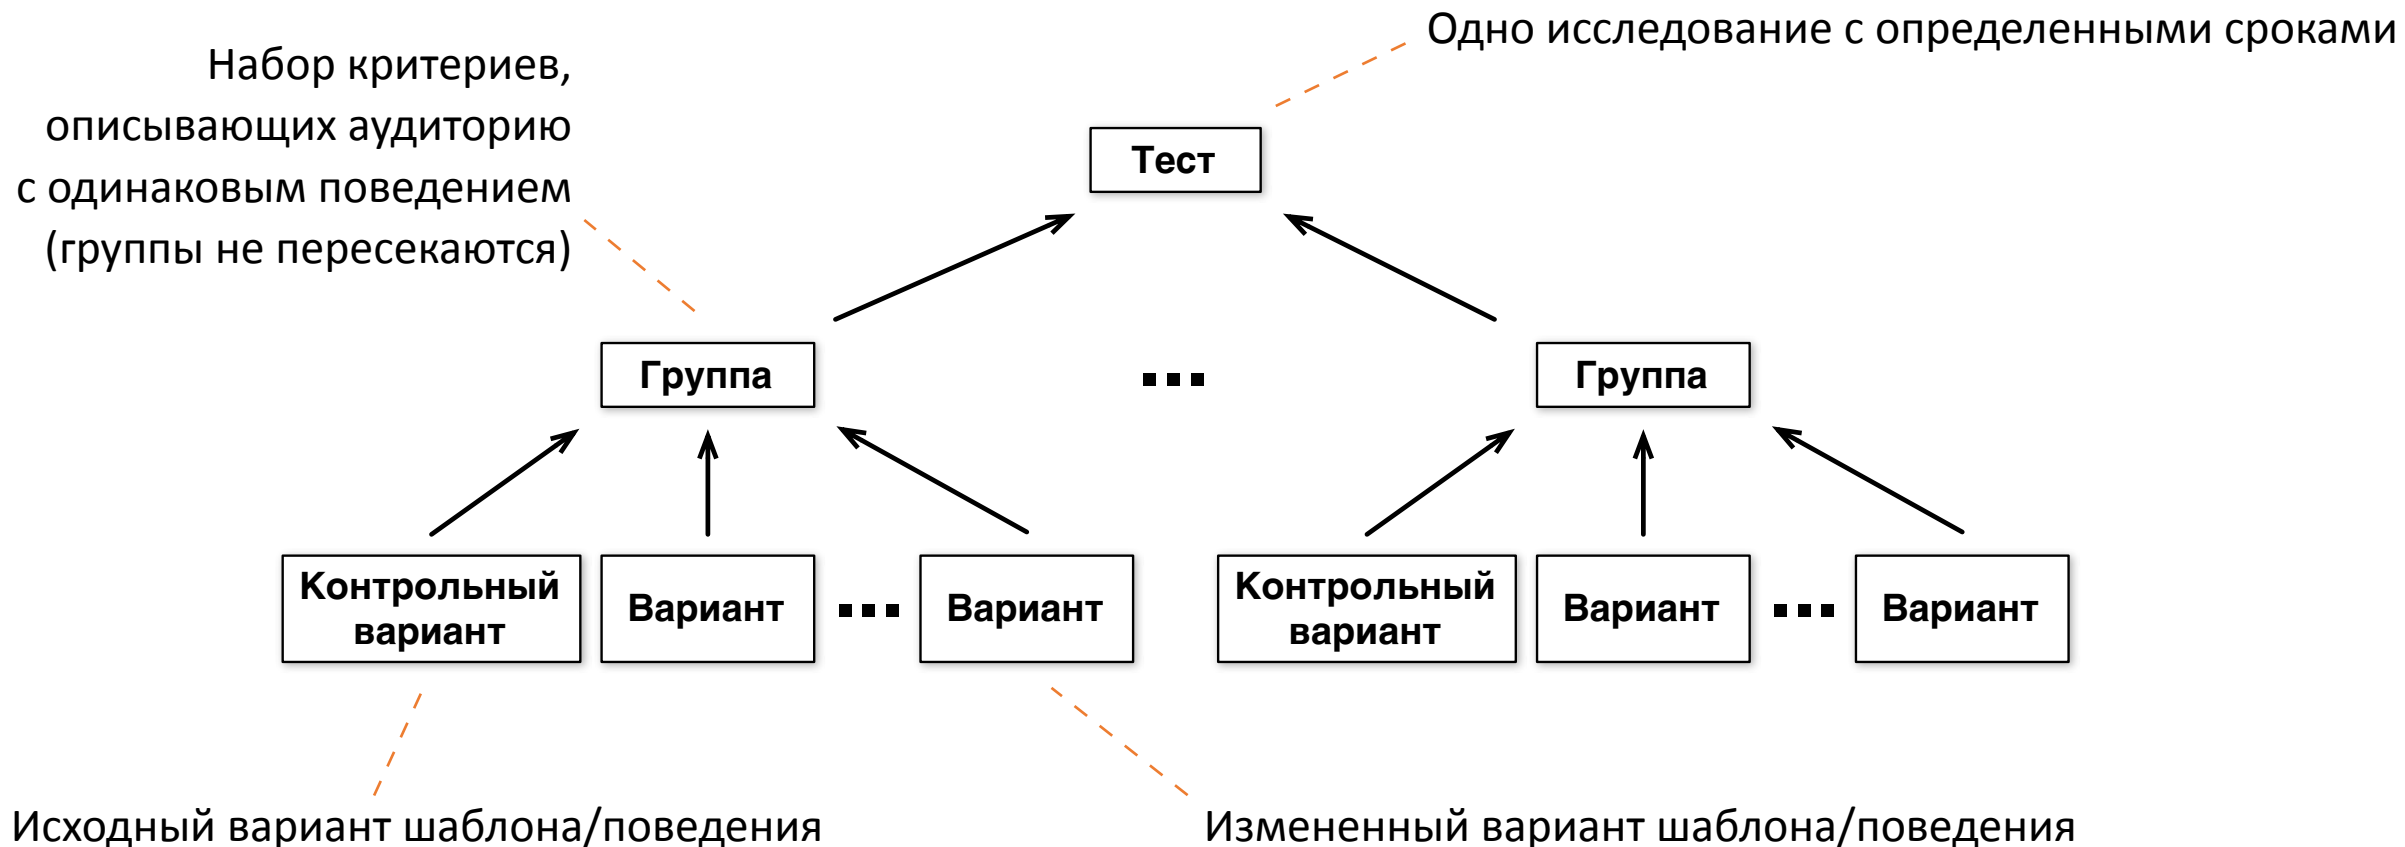 Одно исследование с определенными сроками
Набор критериев,
описывающих аудиторию
с одинаковым поведением
(группы не пересекаются)
Тест
Группа
...
Группа
Контрольный
вариант
Вариант
...
Вариант
Контрольный
вариант
Вариант
...
Вариант
Исходный вариант шаблона/поведения
Измененный вариант шаблона/поведения